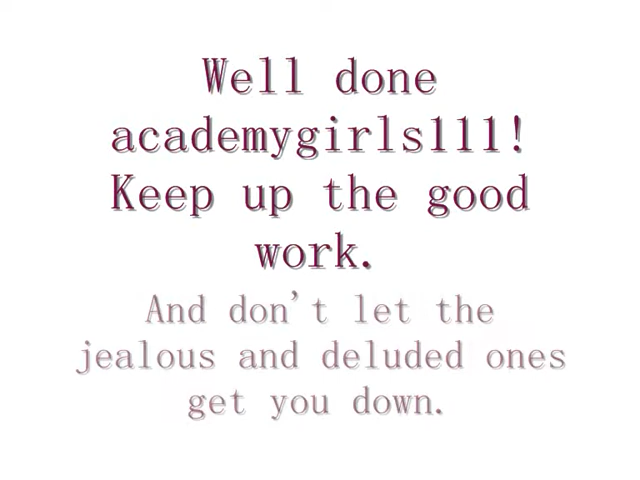 Well done
academygirls111!
Keep up the good
work.
And don't let the
jealous and deluded ones
get you down.